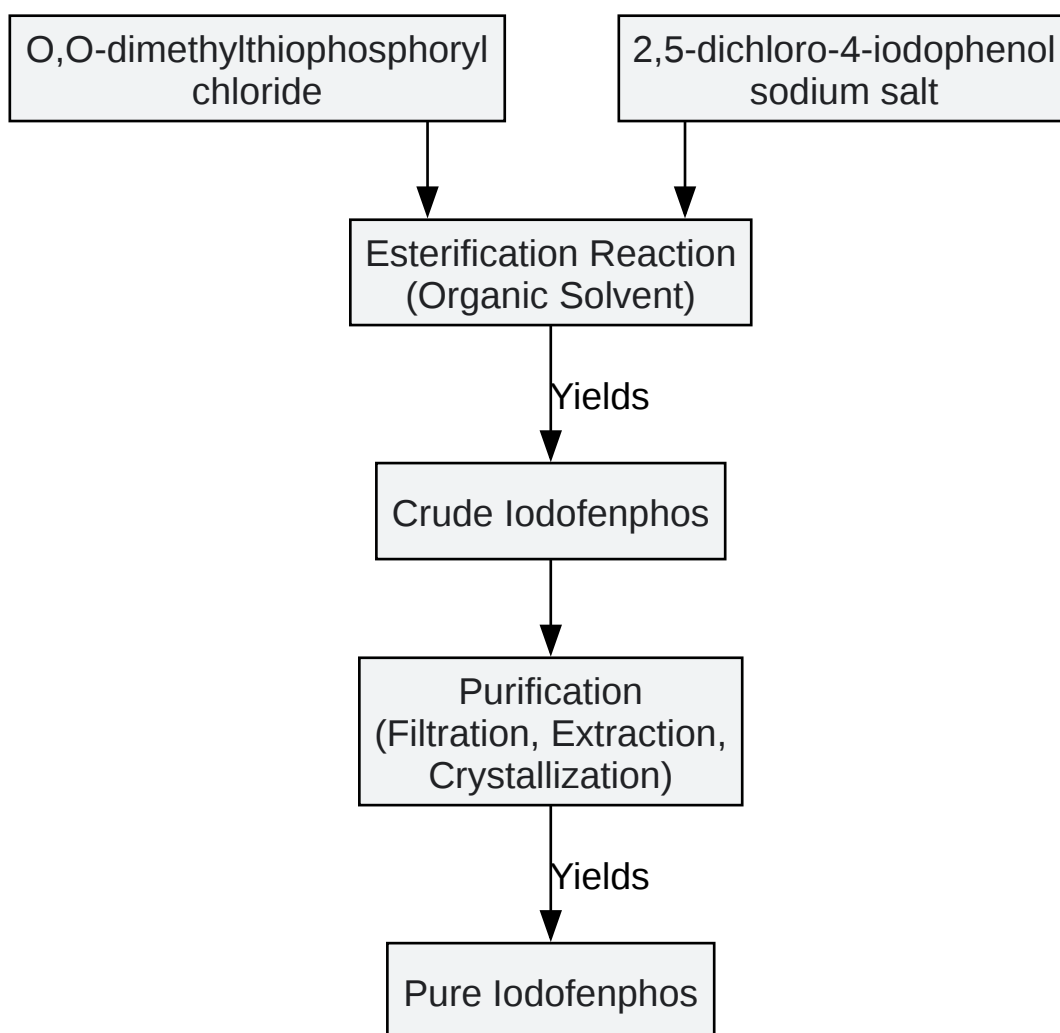 O,O-dimethylthiophosphoryl
chloride
2,5-dichloro-4-iodophenol
sodium salt
Esterification Reaction
(Organic Solvent)
Yields
Crude Iodofenphos
Purification
(Filtration, Extraction,
Crystallization)
Yields
Pure Iodofenphos